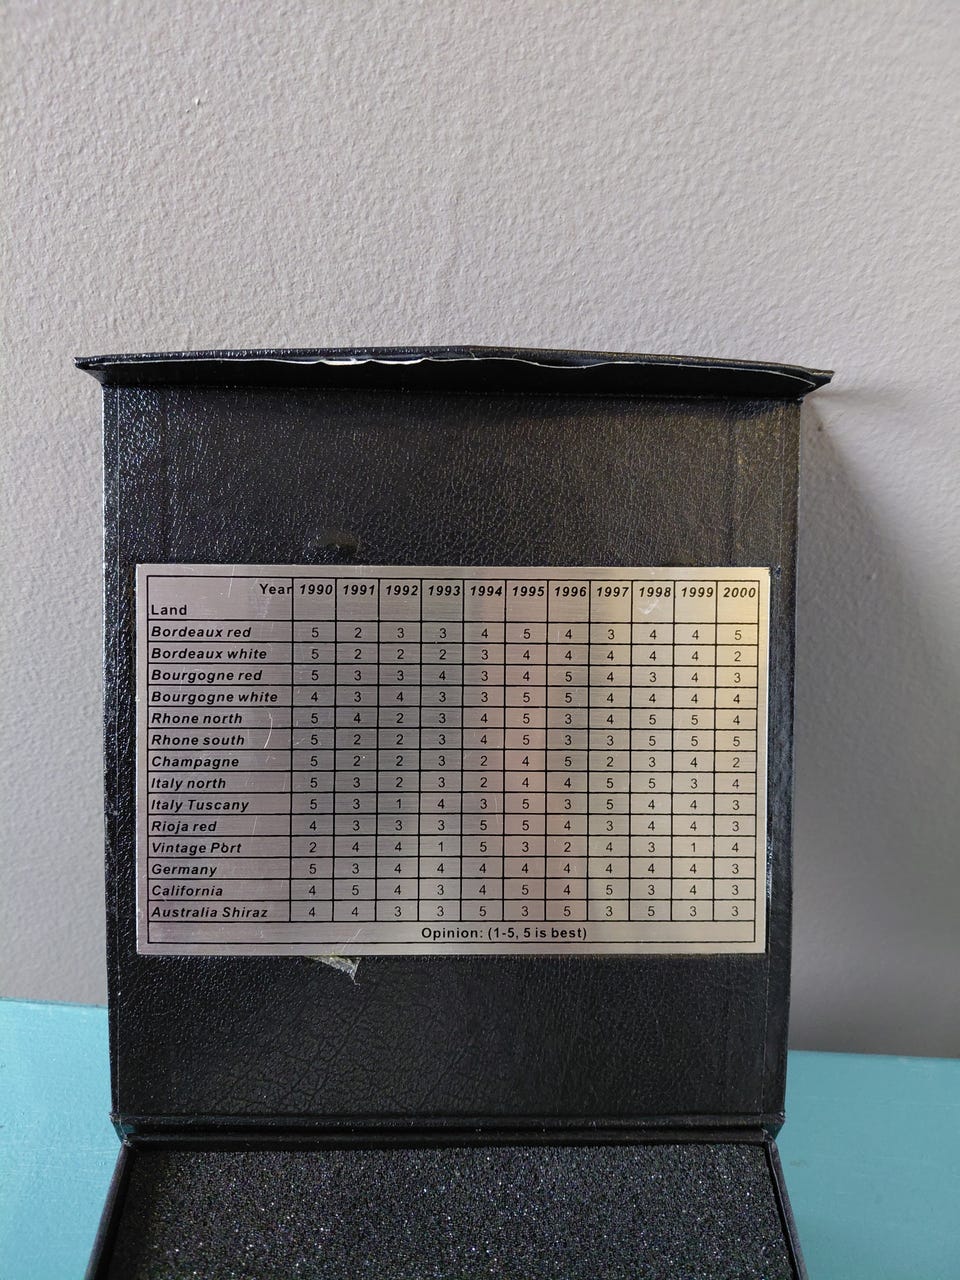 Year 1990 1991 1992 1993 1994 1995 1996 1997 1998 1999 2000
Land
Bordeaux red 5 2 3 3 4 5 4 3 4 4 5
Bordeaux white 5 2 2 2 3 4 4 4 4 4 2
Bourgogne red 5 3 3 4 3 4 5 4 3 4 3
Bourgogne white 4 3 4 3 3 5 5 4 4 4 4
Rhone north 5 4 2 3 4 5 3 4 5 5 4
Rhone south 5 2 2 3 4 5 3 3 5 5 5
Champagne 5 2 2 3 2 4 5 2 3 4 2
Italy north 5 3 2 3 2 4 4 5 5 3 4
Italy Tuscany 5 3 1 4 3 5 3 5 4 4 3
Rioja red 4 3 3 3 5 5 4 3 4 4 3
Vintage Port 2 4 4 1 5 3 2 4 3 1 4
Germany 5 3 4 4 4 4 4 4 4 4 3
California 4 5 4 3 4 5 4 5 3 4 3
Australia Shiraz 4 4 3 3 5 3 5 3 5 3 3
Opinion: (1-5, 5 is best)